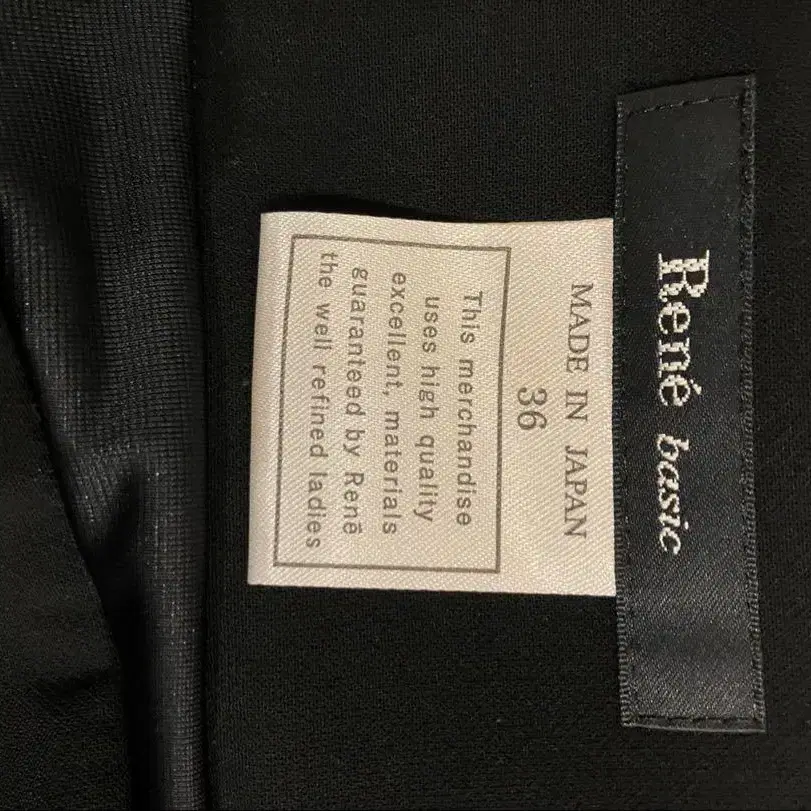 René basic
MADE IN JAPAN
36
This merchandise
uses high quality
excellent, materials
guaranteed by Renē
the well refined ladies